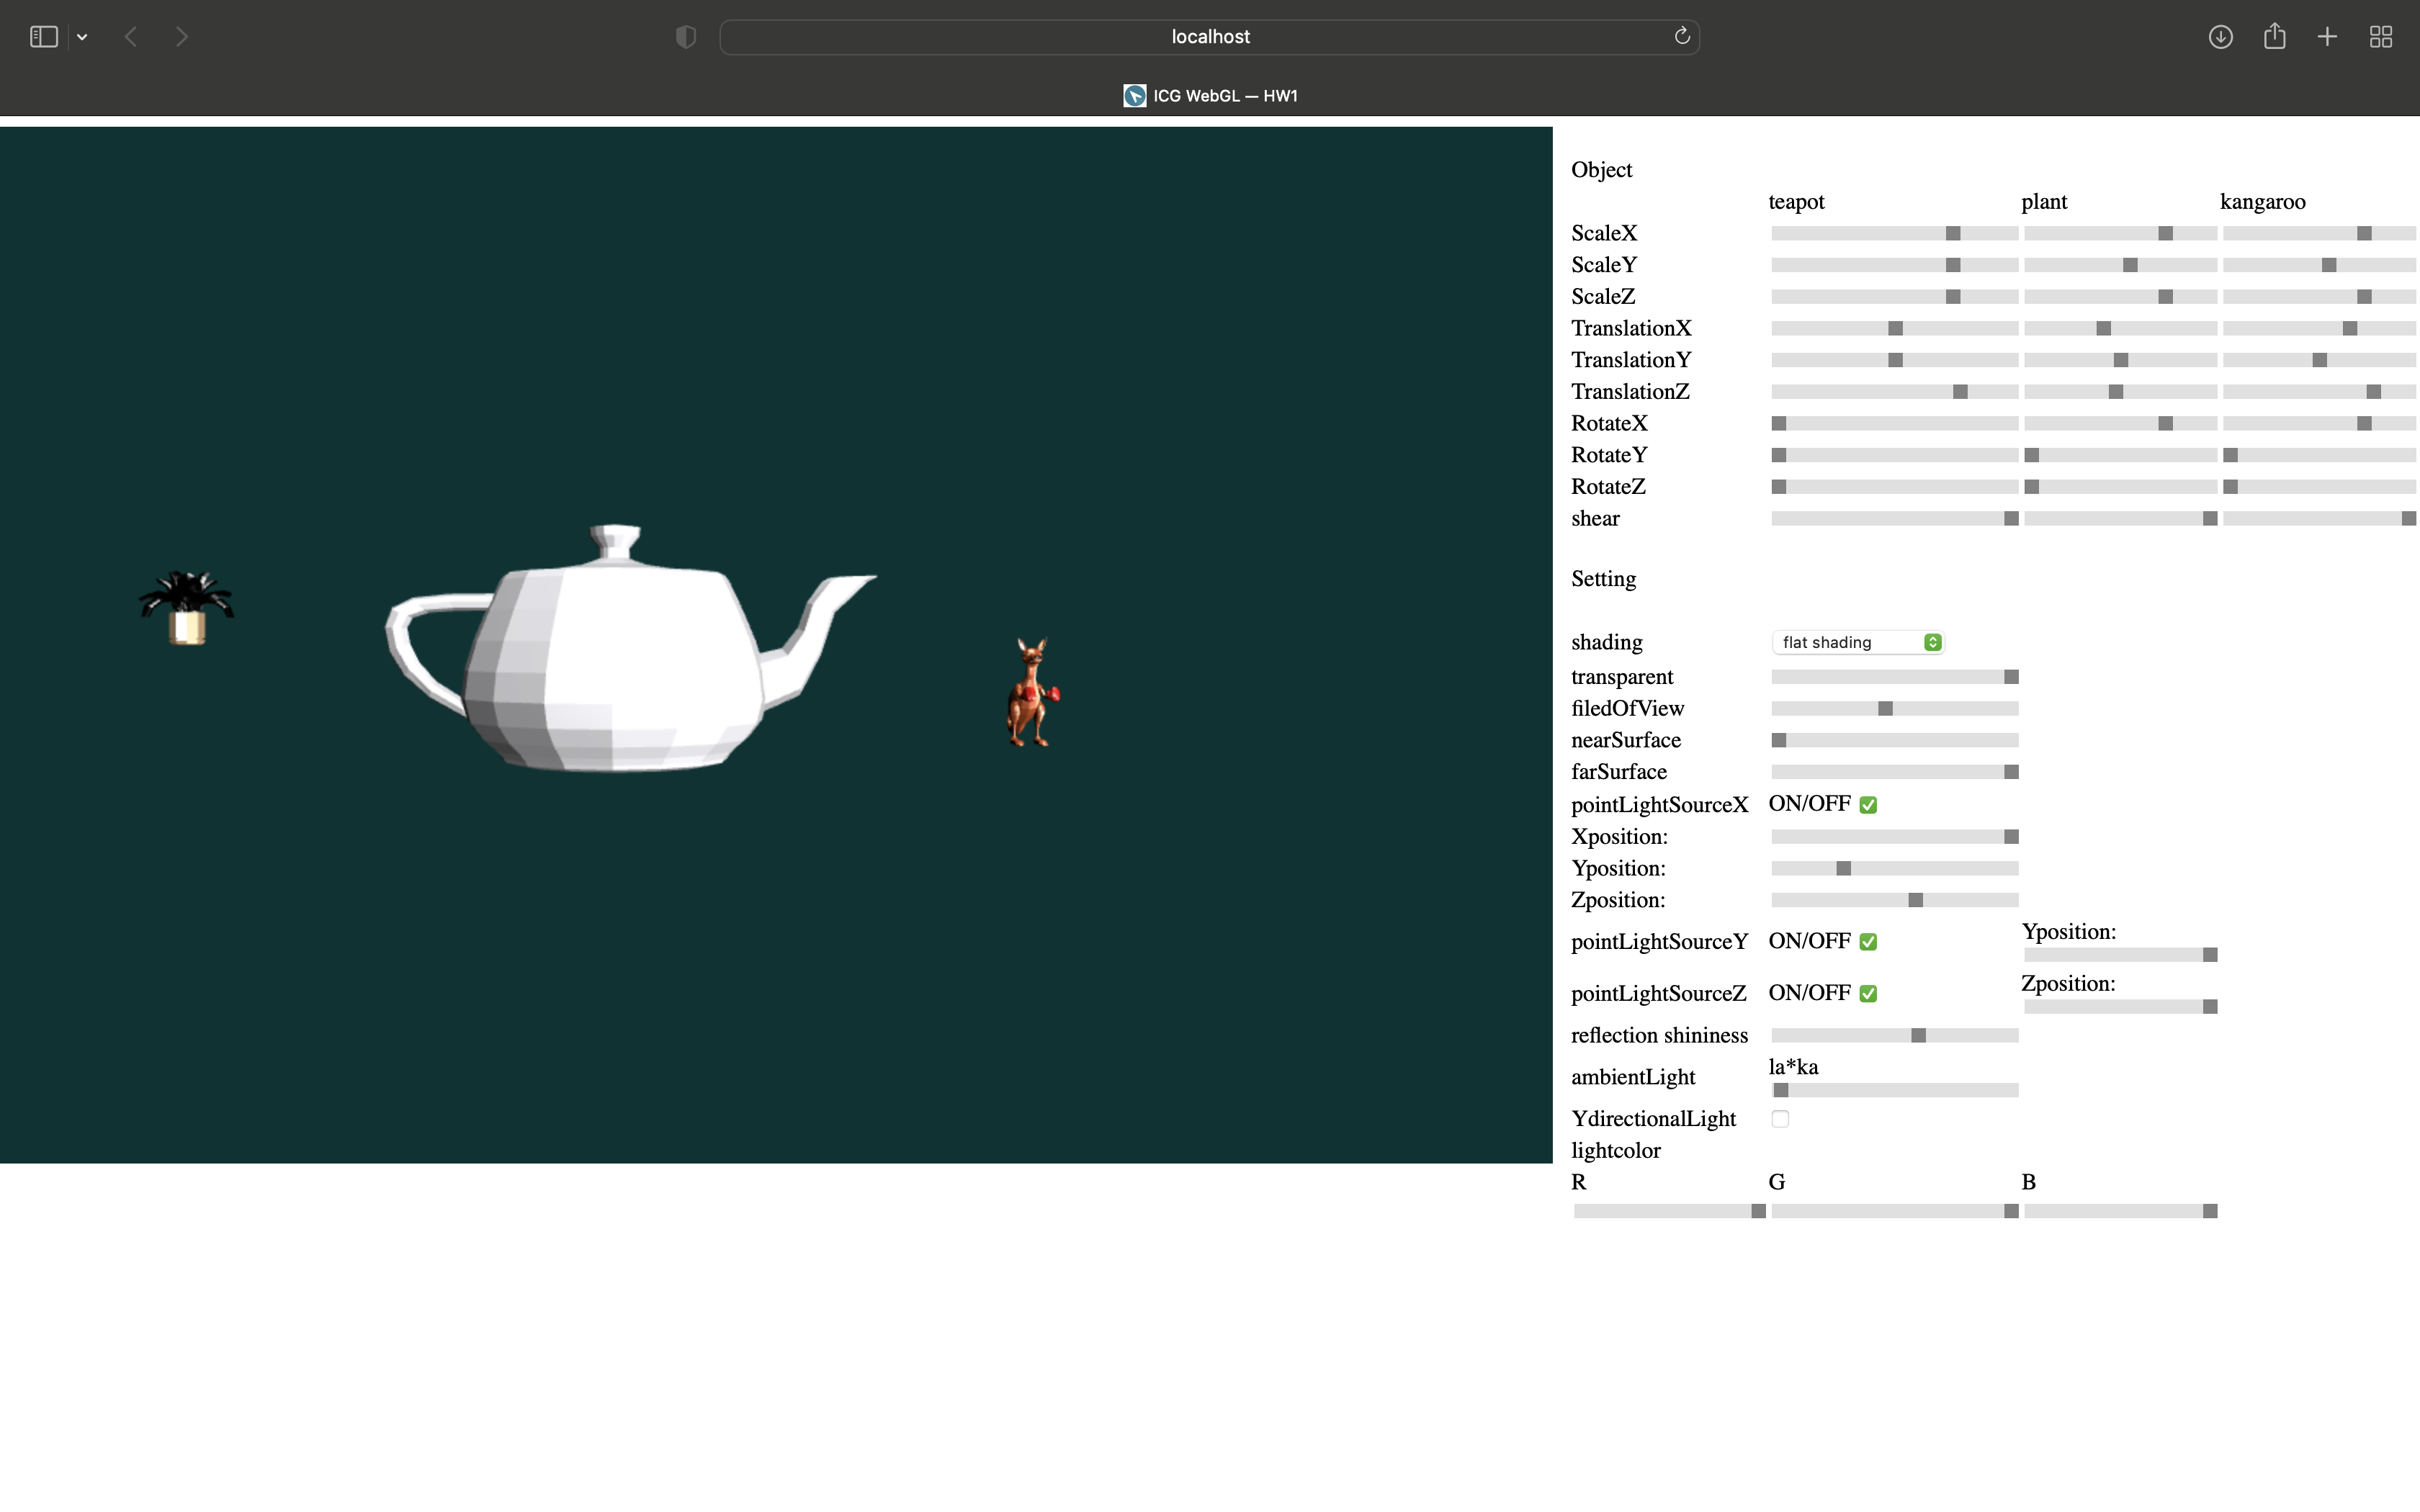 localhost
ICG WebGL — HW1
Object
teapot plant kangaroo
ScaleX
ScaleY
ScaleZ
TranslationX
TranslationY
TranslationZ
RotateX
RotateY
RotateZ
shear
Setting
shading flat shading
transparent
filedOfView
nearSurface
farSurface
pointLightSourceX ON/OFF
Xposition:
Yposition:
Zposition:
pointLightSourceY ON/OFF Yposition:
pointLightSourceZ ON/OFF Zposition:
reflection shininess
ambientLight la*ka
YdirectionalLight
lightcolor
R G B